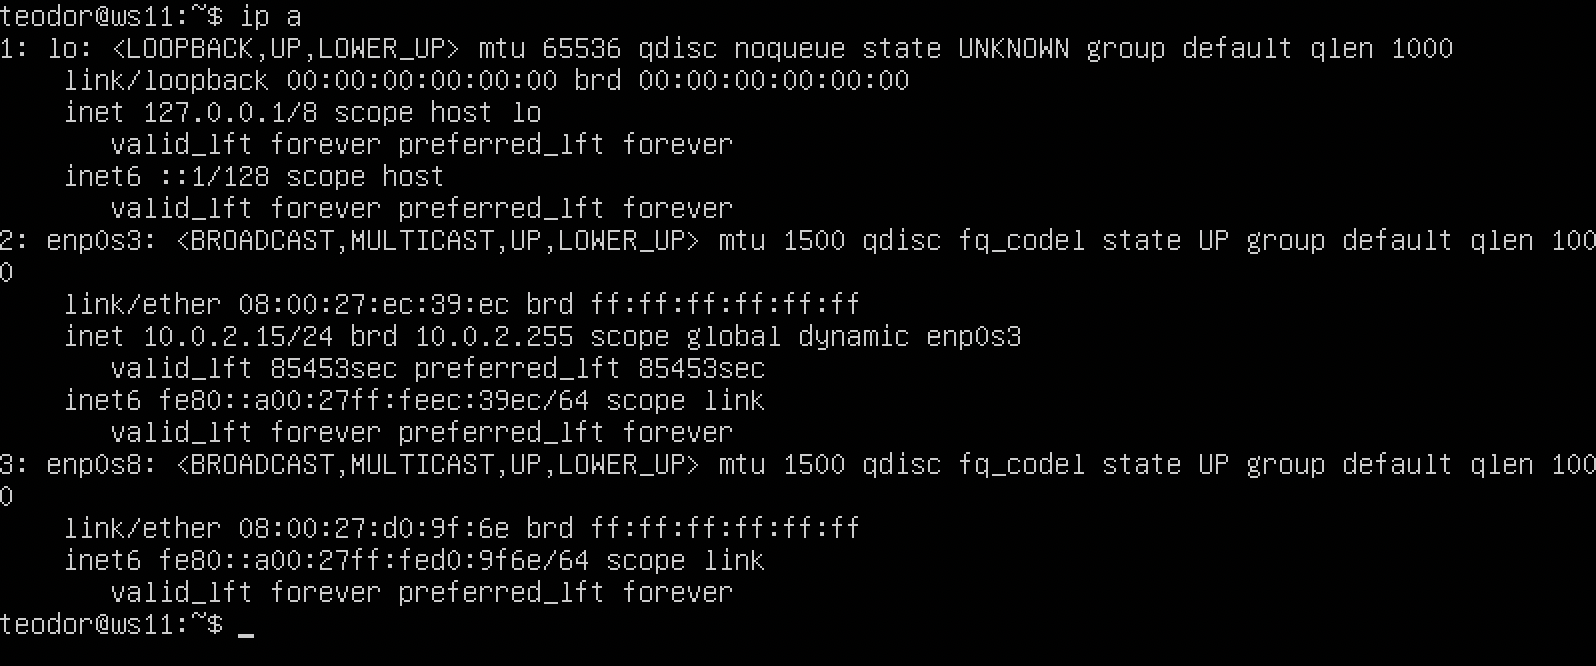 teodor@ws11:~$ ip a
1: lo: <LOOPBACK,UP,LOWER_UP> mtu 65536 qdisc noqueue state UNKNOWN group default qlen 1000
    link/loopback 00:00:00:00:00:00 brd 00:00:00:00:00:00
    inet 127.0.0.1/8 scope host lo
       valid_lft forever preferred_lft forever
    inet6 ::1/128 scope host
       valid_lft forever preferred_lft forever
2: enp0s3: <BROADCAST,MULTICAST,UP,LOWER_UP> mtu 1500 qdisc fq_codel state UP group default qlen 100
0
    link/ether 08:00:27:ec:39:ec brd ff:ff:ff:ff:ff:ff
    inet 10.0.2.15/24 brd 10.0.2.255 scope global dynamic enp0s3
       valid_lft 85453sec preferred_lft 85453sec
    inet6 fe80::a00:27ff:feec:39ec/64 scope link
       valid_lft forever preferred_lft forever
3: enp0s8: <BROADCAST,MULTICAST,UP,LOWER_UP> mtu 1500 qdisc fq_codel state UP group default qlen 100
0
    link/ether 08:00:27:d0:9f:6e brd ff:ff:ff:ff:ff:ff
    inet6 fe80::a00:27ff:fed0:9f6e/64 scope link
       valid_lft forever preferred_lft forever
teodor@ws11:~$ _